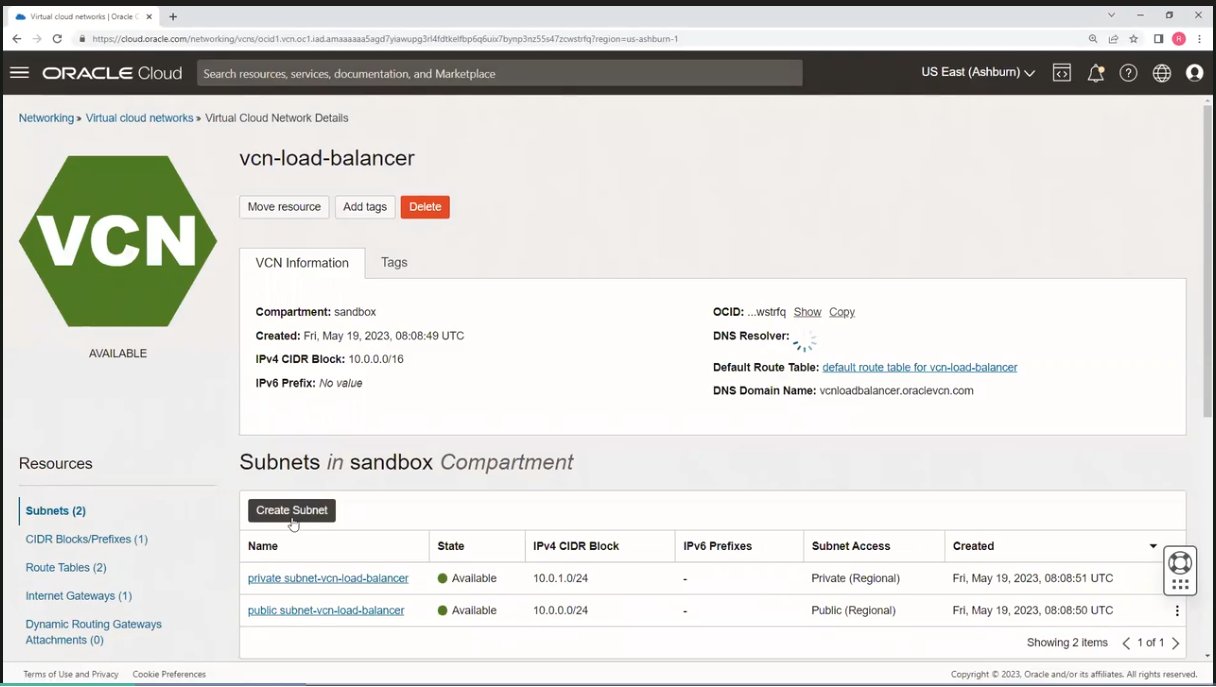 Virtual cloud networks | Oracle C
https://cloud.oracle.com/networking/vcns/ocid1.vcn.oc1.iad.amaaaaaa5agd7yiawupg3rl4fdtkelfbp6q6uix7bynp3nz55s47zcwstrfq?region=us-ashburn-1
R
ORACLE Cloud
Search resources, services, documentation, and Marketplace
US East (Ashburn)
Networking » Virtual cloud networks » Virtual Cloud Network Details
VCN
AVAILABLE
vcn-load-balancer
Move resource Add tags Delete
VCN Information Tags
Compartment: sandbox
Created: Fri, May 19, 2023, 08:08:49 UTC
IPv4 CIDR Block: 10.0.0.0/16
IPv6 Prefix: No value
OCID: ...wstrfq Show Copy
DNS Resolver:
Default Route Table: default route table for vcn-load-balancer
DNS Domain Name: vcnloadbalancer.oraclevcn.com
Resources
Subnets (2)
CIDR Blocks/Prefixes (1)
Route Tables (2)
Internet Gateways (1)
Dynamic Routing Gateways
Attachments (0)
Subnets in sandbox Compartment
Create Subnet
Name State IPv4 CIDR Block IPv6 Prefixes Subnet Access Created
private subnet-vcn-load-balancer Available 10.0.1.0/24 - Private (Regional) Fri, May 19, 2023, 08:08:51 UTC
public subnet-vcn-load-balancer Available 10.0.0.0/24 - Public (Regional) Fri, May 19, 2023, 08:08:50 UTC
Showing 2 items < 1 of 1 >
Terms of Use and Privacy Cookie Preferences
Copyright © 2023, Oracle and/or its affiliates. All rights reserved.